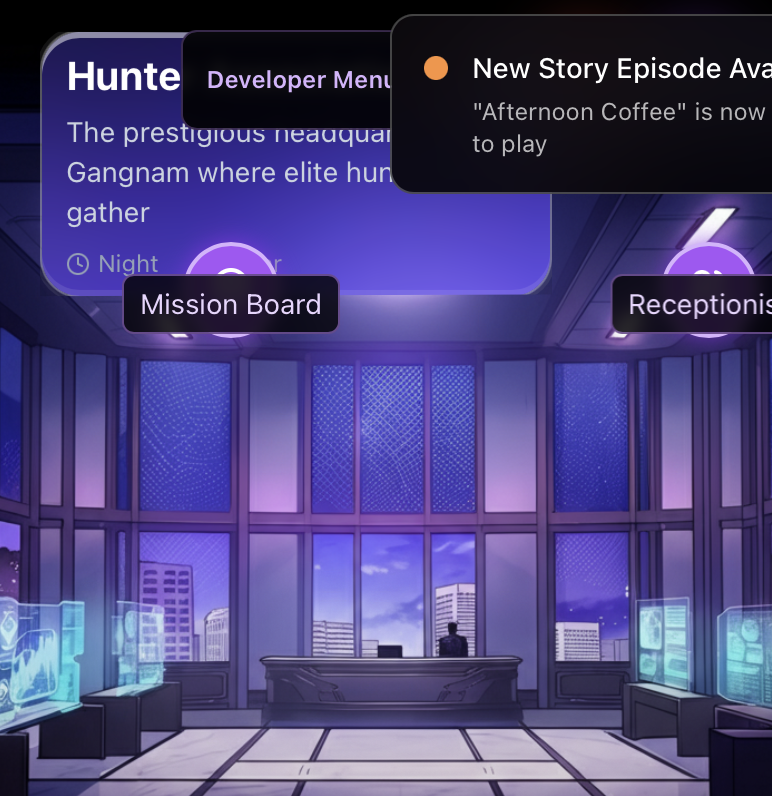 Hunte
Developer Menu
New Story Episode Ava
"Afternoon Coffee" is now
to play
The prestigious headquar
Gangnam where elite hun
gather
Night
Mission Board
Receptionis